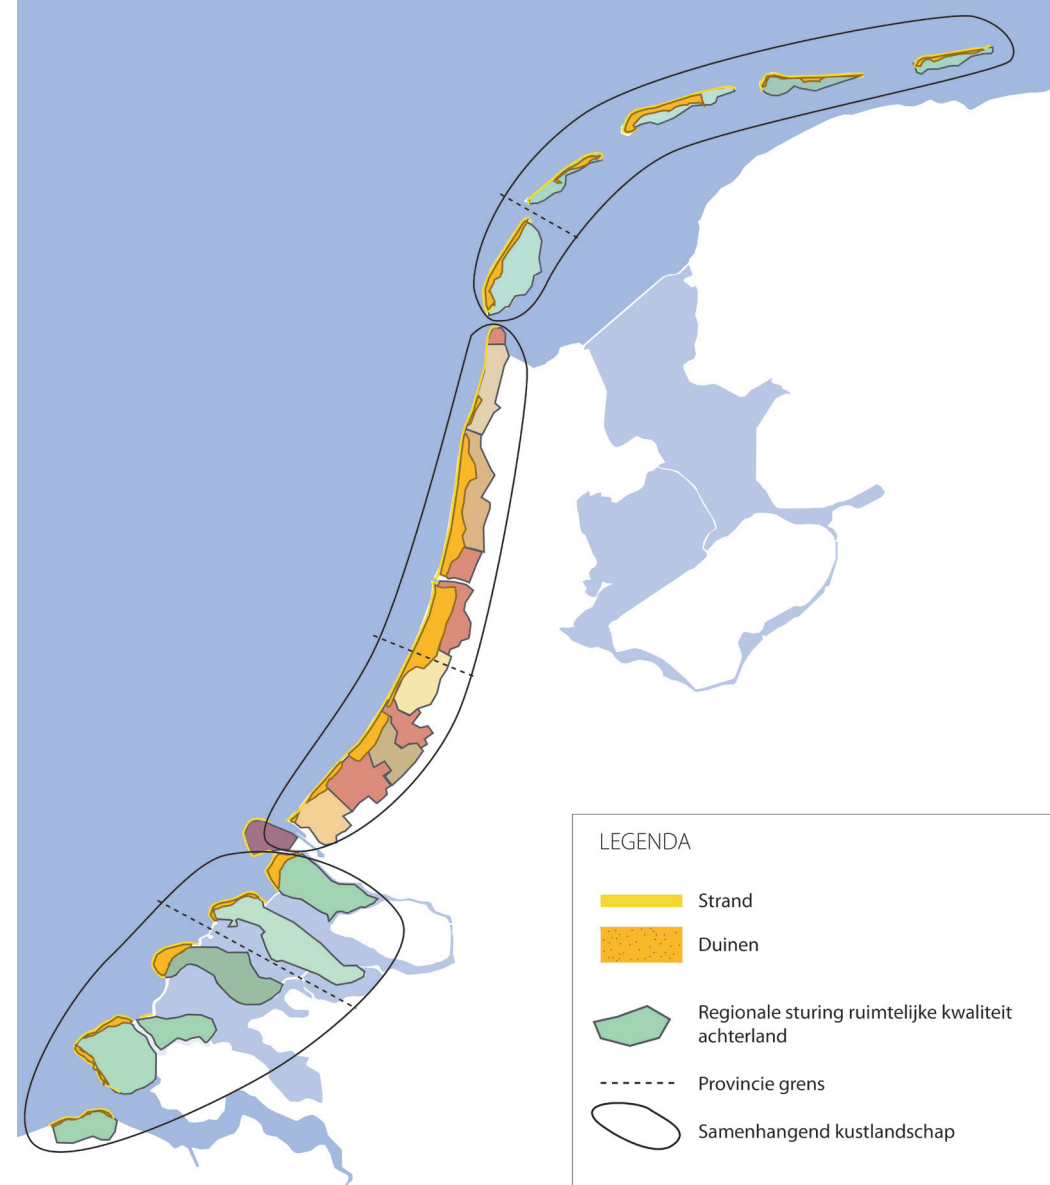 LEGENDA
Strand
Duinen
Regionale sturing ruimtelijke kwaliteit
achterland
Provincie grens
Samenhangend kustlandschap